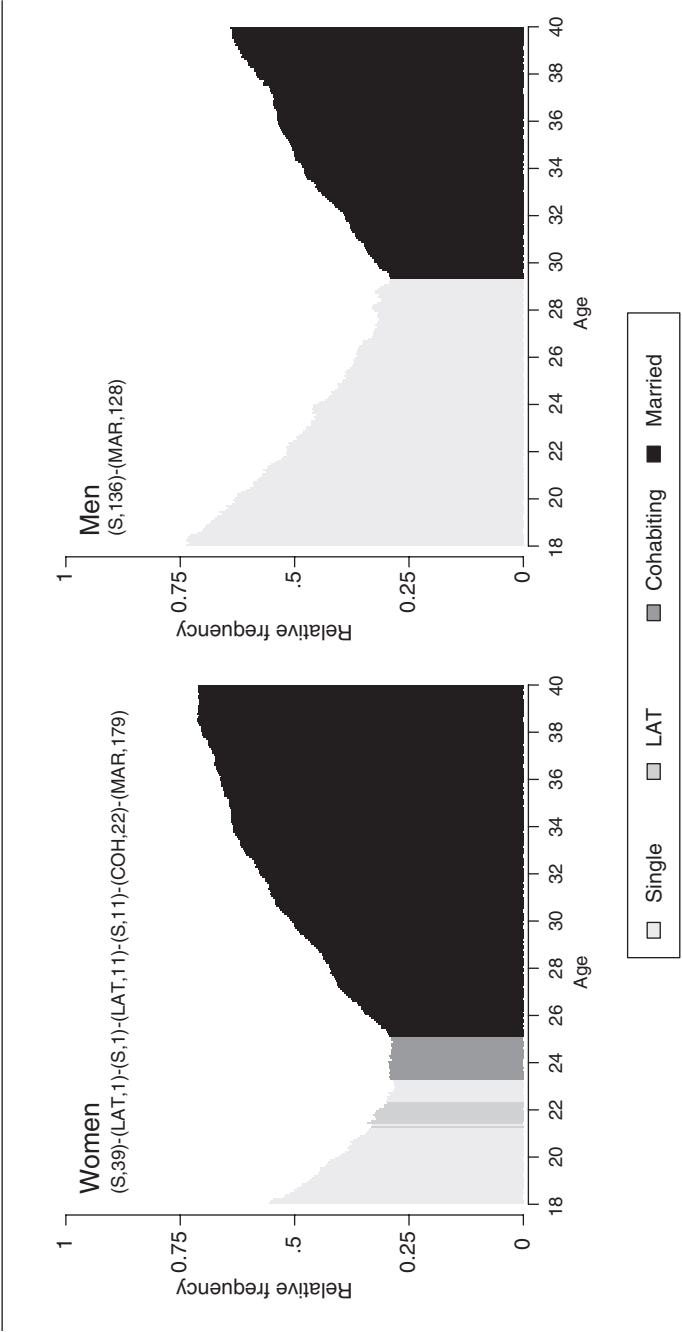 Women
(S,39)-(LAT,1)-(S,1)-(LAT,11)-(S,11)-(COH,22)-(MAR,179)
Relative frequency
1
0.75
.5
0.25
0
18 20 22 24 26 28 30 32 34 36 38 40
Age
Men
(S,136)-(MAR,128)
Relative frequency
1
0.75
.5
0.25
0
18 20 22 24 26 28 30 32 34 36 38 40
Age
Single LAT Cohabiting Married